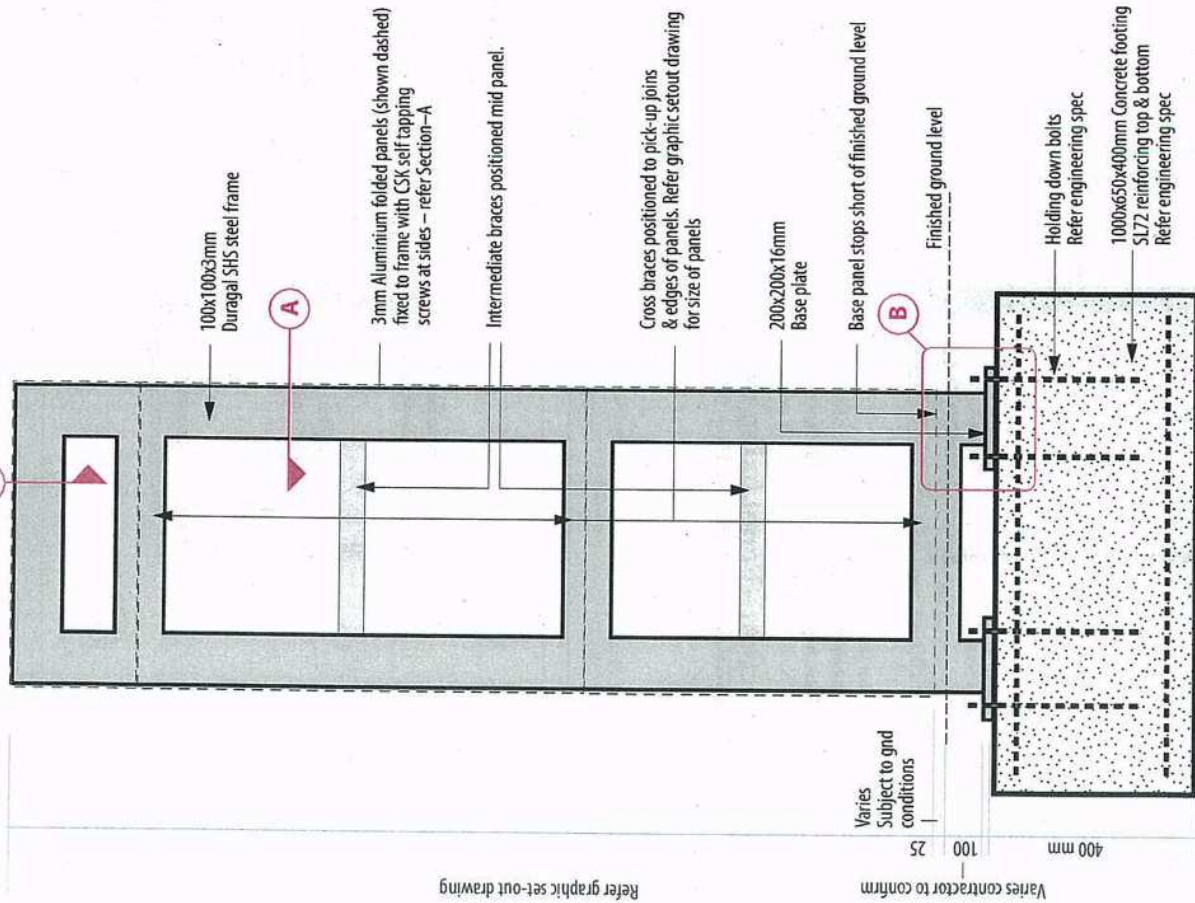 100x100x3mm
Duragal SHS steel frame
A
3mm Aluminium folded panels (shown dashed)
fixed to frame with CSK self tapping
screws at sides – refer Section–A
Intermediate braces positioned mid panel.
Cross braces positioned to pick-up joins
& edges of panels. Refer graphic setout drawing
for size of panels
200x200x16mm
Base plate
Base panel stops short of finished ground level
B
Finished ground level
Holding down bolts
Refer engineering spec
1000x650x400mm Concrete footing
SL72 reinforcing top & bottom
Refer engineering spec
Varies
Subject to gnd
conditions
25
100
400 mm
Refer graphic set-out drawing
Varies contractor to confirm